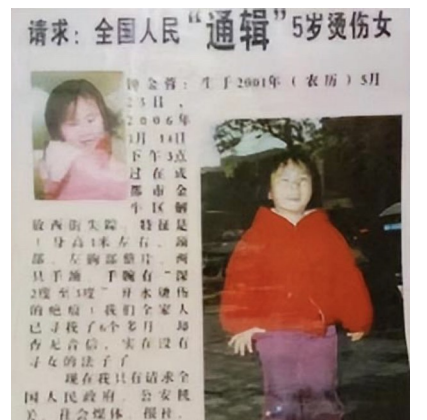 请求：全国人民“通辑”5岁烫伤女
钟金蓉：生于2001年（农历）5月
23日，
2006年
1月14日
下午3点
过在成
都市金
牛区解
放西街失踪。特征是
：身高1米左右、颈
部、左胸部整片、两
只手颈、手腕有“深
2度至3度”开水烫伤
的疤痕！我们全家人
已寻找了6个多月，
杳无音信，实在没有
寻女的法子了
现在我只有请求全
国人民政府、公安机
关、社会媒体、报社、